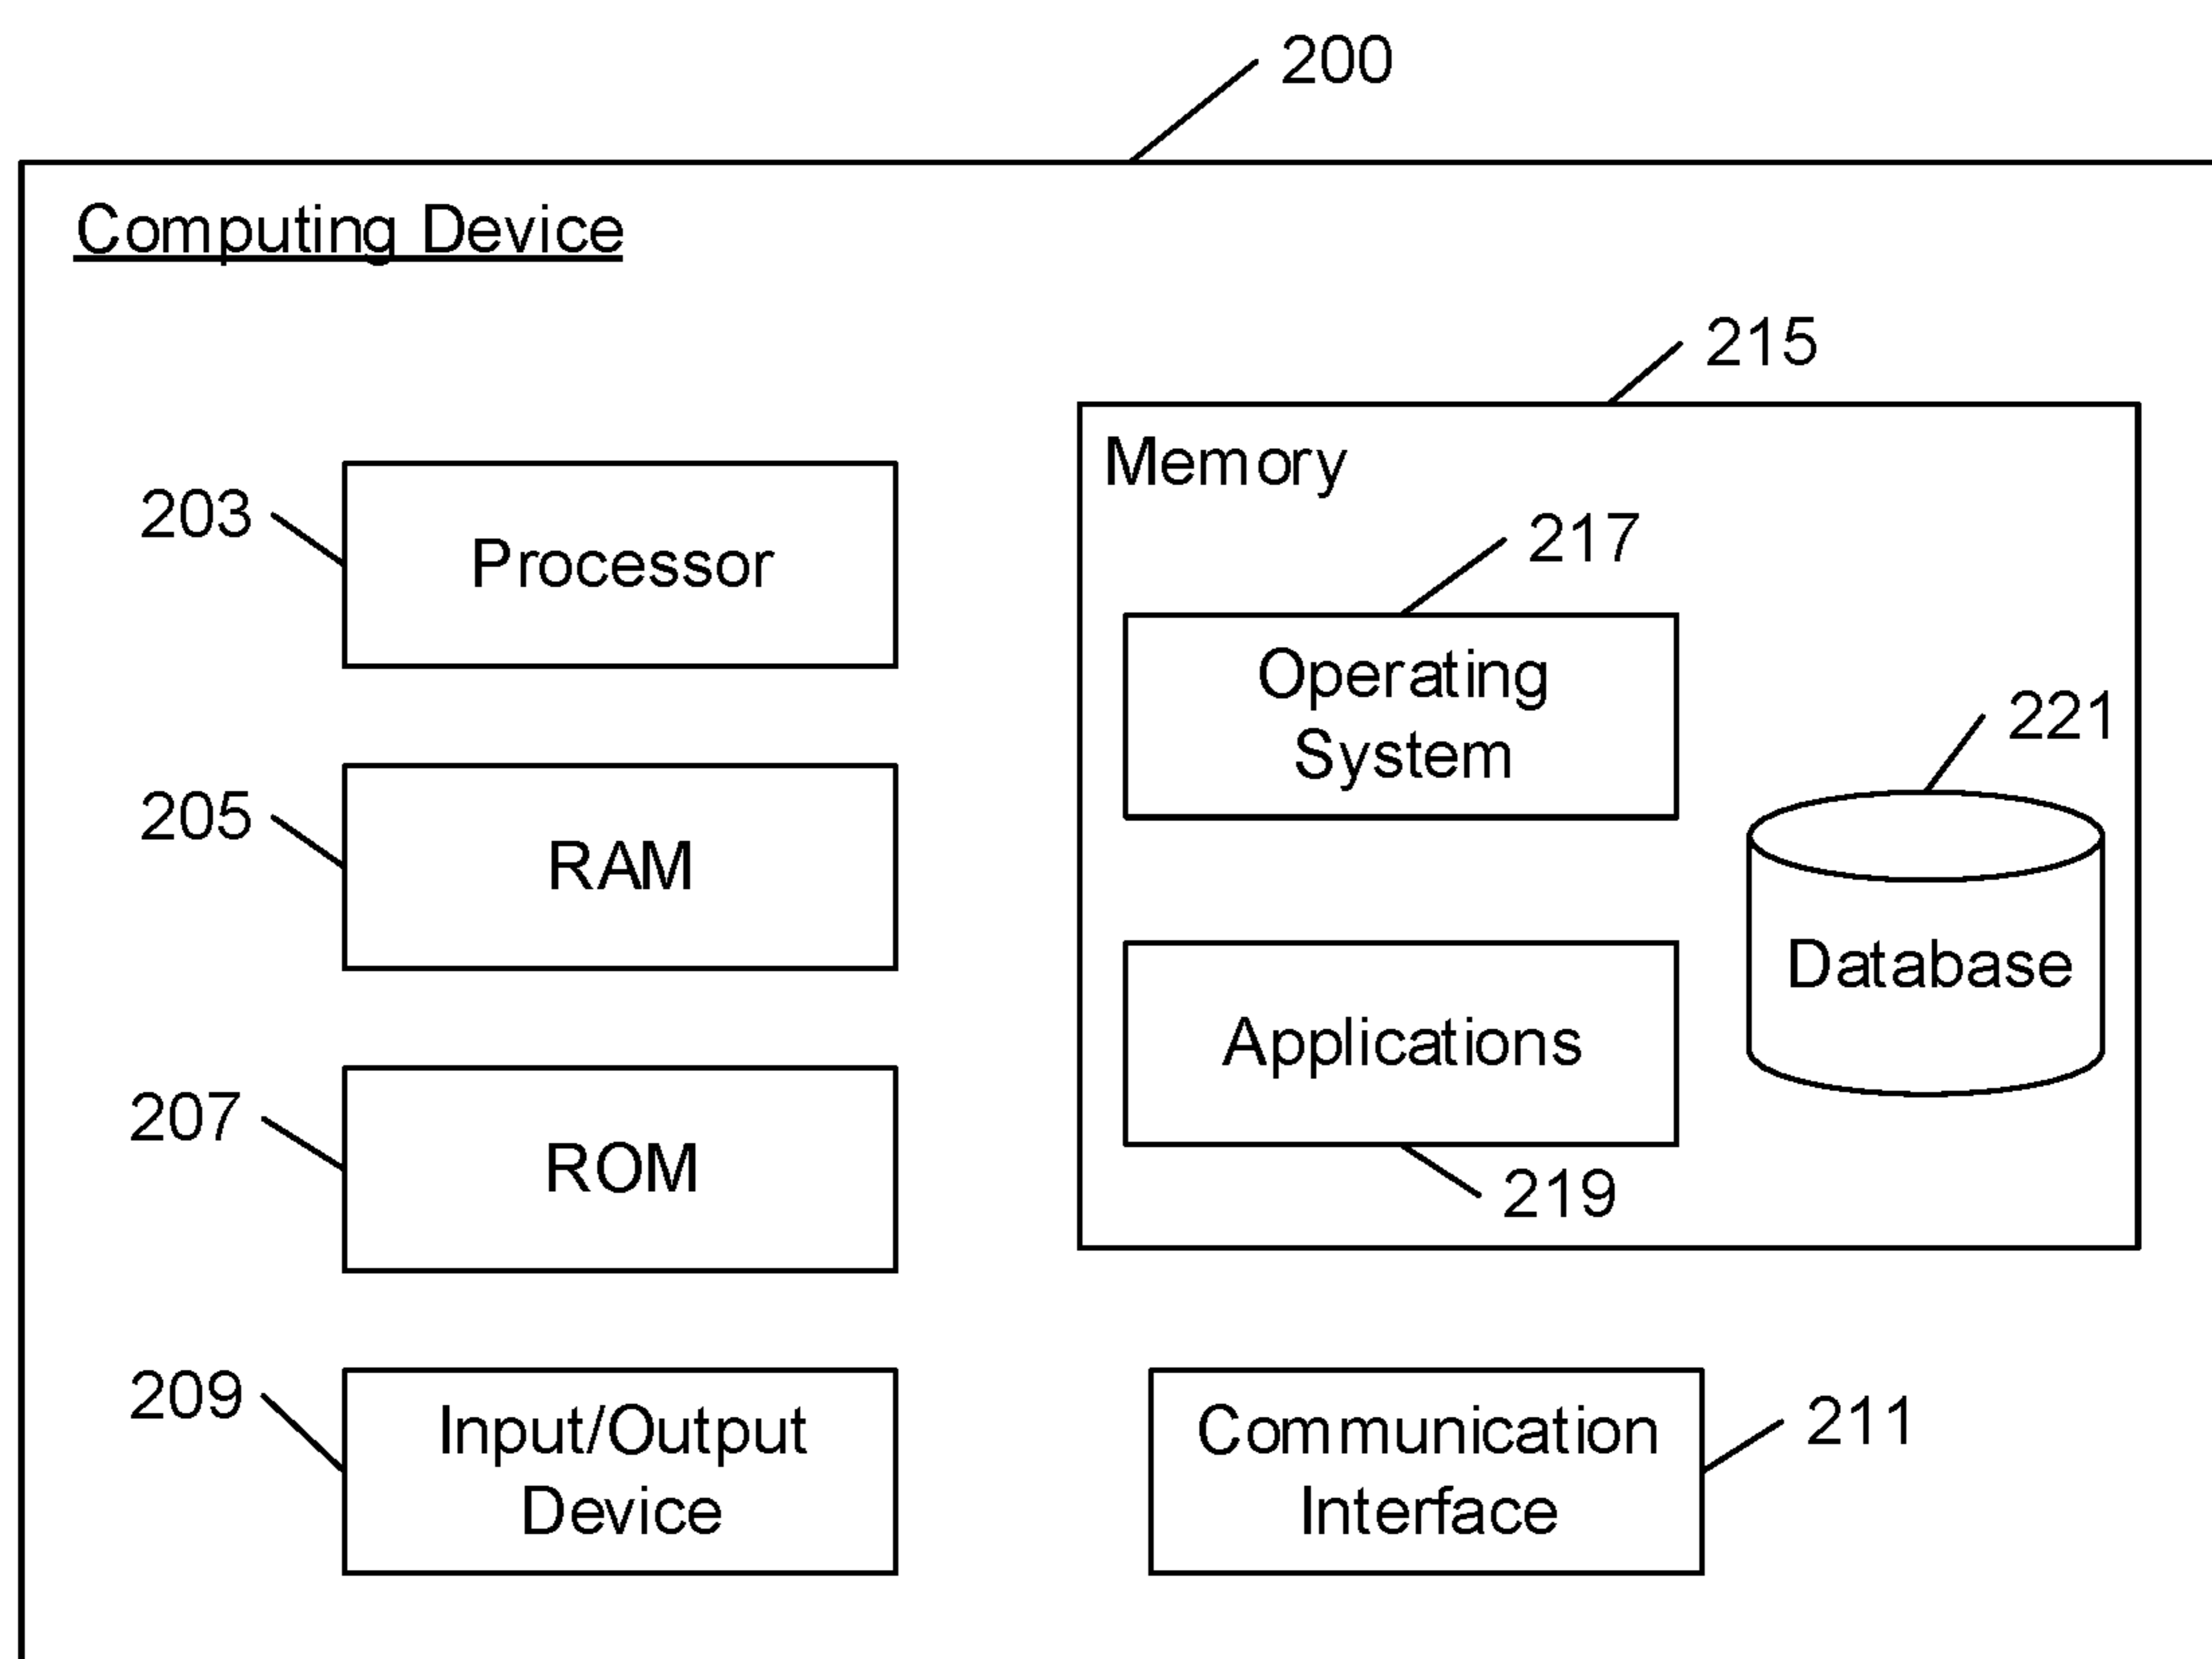 200
Computing Device
215
Memory
203
Processor
217
Operating
System
221
205
RAM
Database
Applications
207
ROM
219
209
Input/Output
Device
Communication
Interface
211